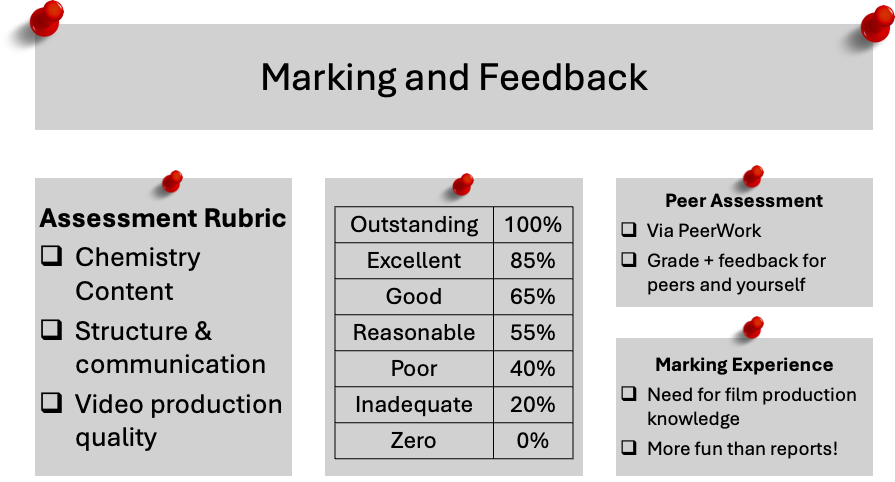 Marking and Feedback
Assessment Rubric
❑ Chemistry
Content
❑ Structure &
communication
❑ Video production
quality
Outstanding 100%
Excellent 85%
Good 65%
Reasonable 55%
Poor 40%
Inadequate 20%
Zero 0%
Peer Assessment
❑ Via PeerWork
❑ Grade + feedback for
peers and yourself
Marking Experience
❑ Need for film production
knowledge
❑ More fun than reports!